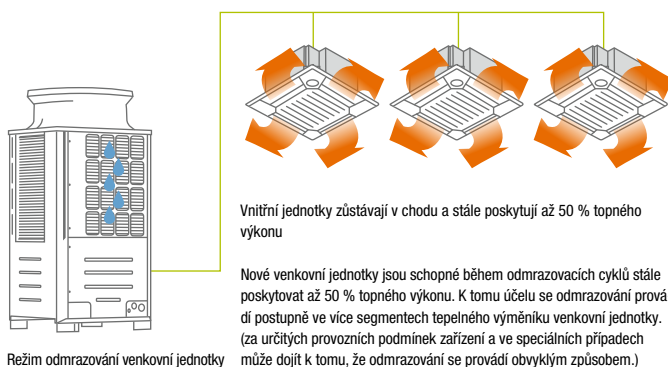 Vnitřní jednotky zůstávají v chodu a stále poskytují až 50 % topného
výkonu
Nové venkovní jednotky jsou schopné během odmrazovacích cyklů stále
poskytovat až 50 % topného výkonu. K tomu účelu se odmrazování prová
dí postupně ve více segmentech tepelného výměníku venkovní jednotky.
(za určitých provozních podmínek zařízení a ve speciálních případech
může dojít k tomu, že odmrazování se provádí obvyklým způsobem.)
Režim odmrazování venkovní jednotky